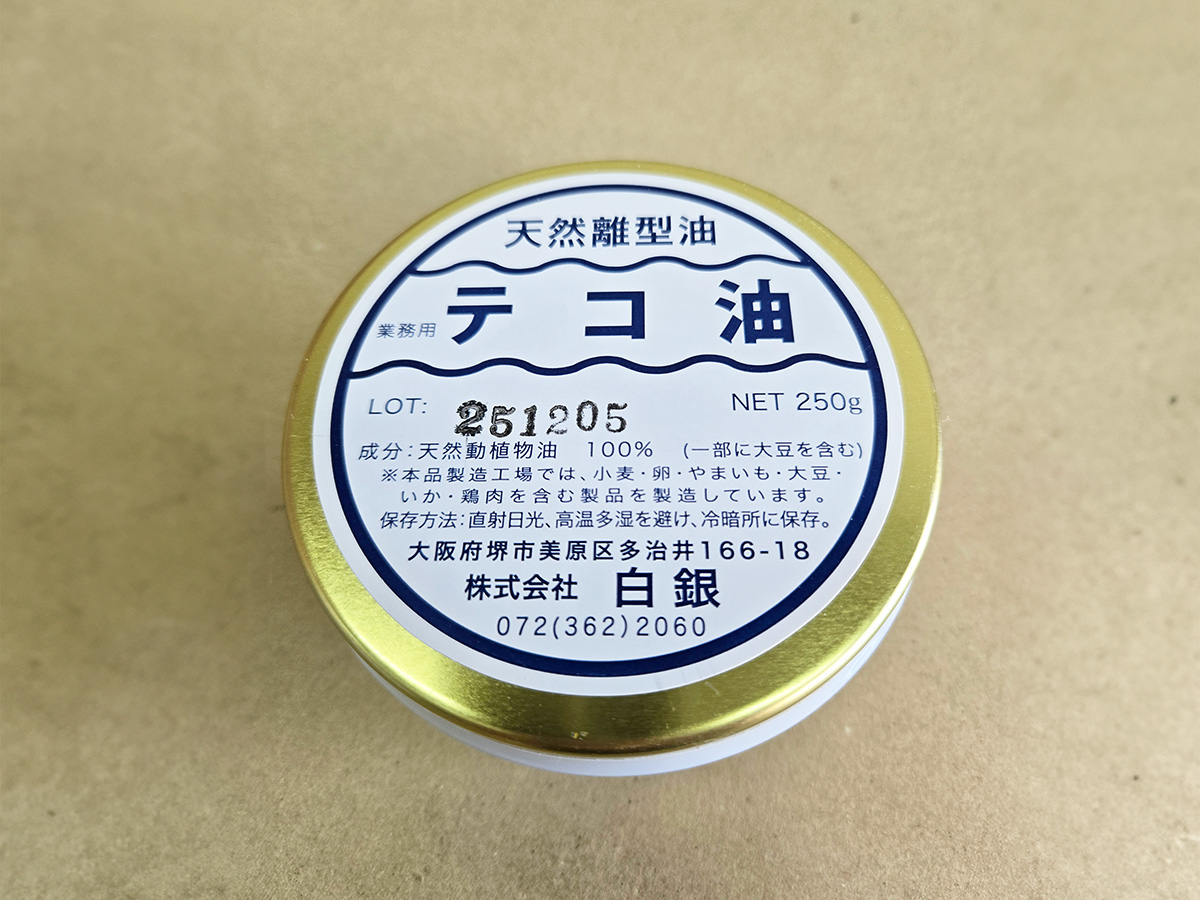 天然離型油
業務用 テコ油
LOT: 251205 NET 250g
成分:天然動植物油 100% (一部に大豆を含む)
※本品製造工場では、小麦・卵・やまいも・大豆・
いか・鶏肉を含む製品を製造しています。
保存方法:直射日光、高温多湿を避け、冷暗所に保存。
大阪府堺市美原区多治井166-18
株式会社 白銀
072(362)2060